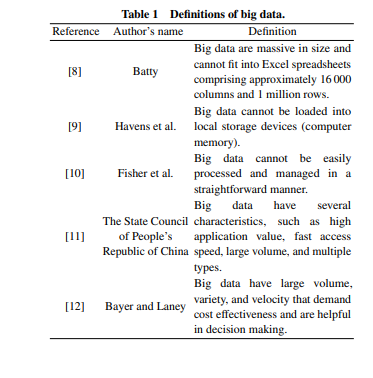 Table 1 Definitions of big data.
Reference Author's name Definition
Big data are massive in size and
cannot fit into Excel spreadsheets
[8] Batty
comprising approximately 16 000
columns and 1 million rows.
Big data cannot be loaded into
[9] Havens et al. local storage devices (computer
memory).
Big data cannot be easily
[10] Fisher et al. processed and managed in a
straightforward manner.
Big data have several
The State Council characteristics, such as high
[11] of People's application value, fast access
Republic of China speed, large volume, and multiple
types.
Big data have large volume,
variety, and velocity that demand
[12] Bayer and Laney
cost effectiveness and are helpful
in decision making.